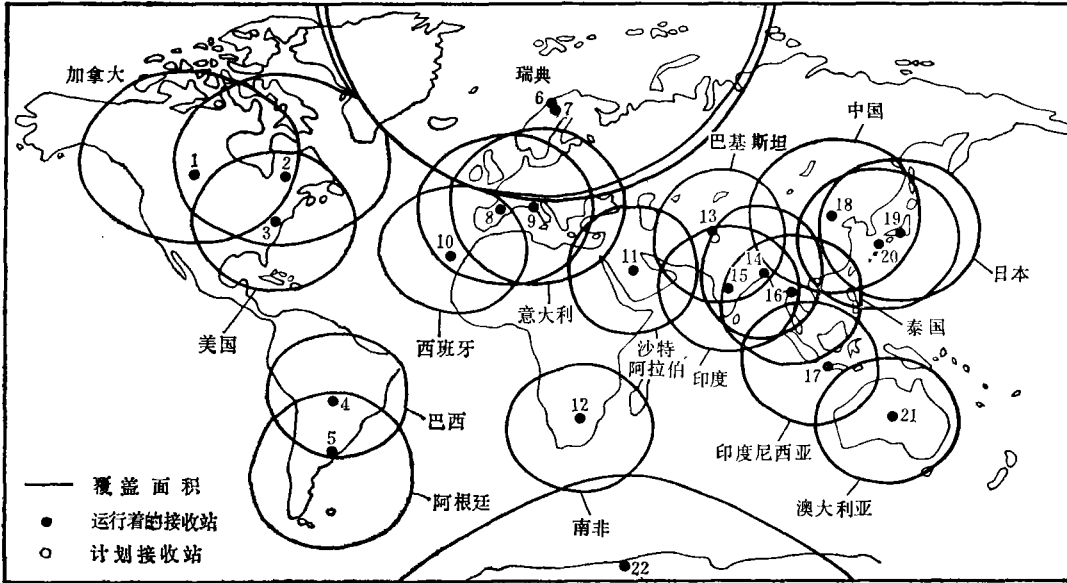 加拿大
瑞典
6
7
中国
巴基斯坦
1
2
3
8
9
10
11
13
14
15
16
18
19
20
日本
美国
西班牙
意大利
沙特
阿拉伯
印度
泰国
17
4
5
12
21
巴西
印度尼西亚
阿根廷
南非
澳大利亚
覆盖面积
运行着的接收站
计划接收站
22